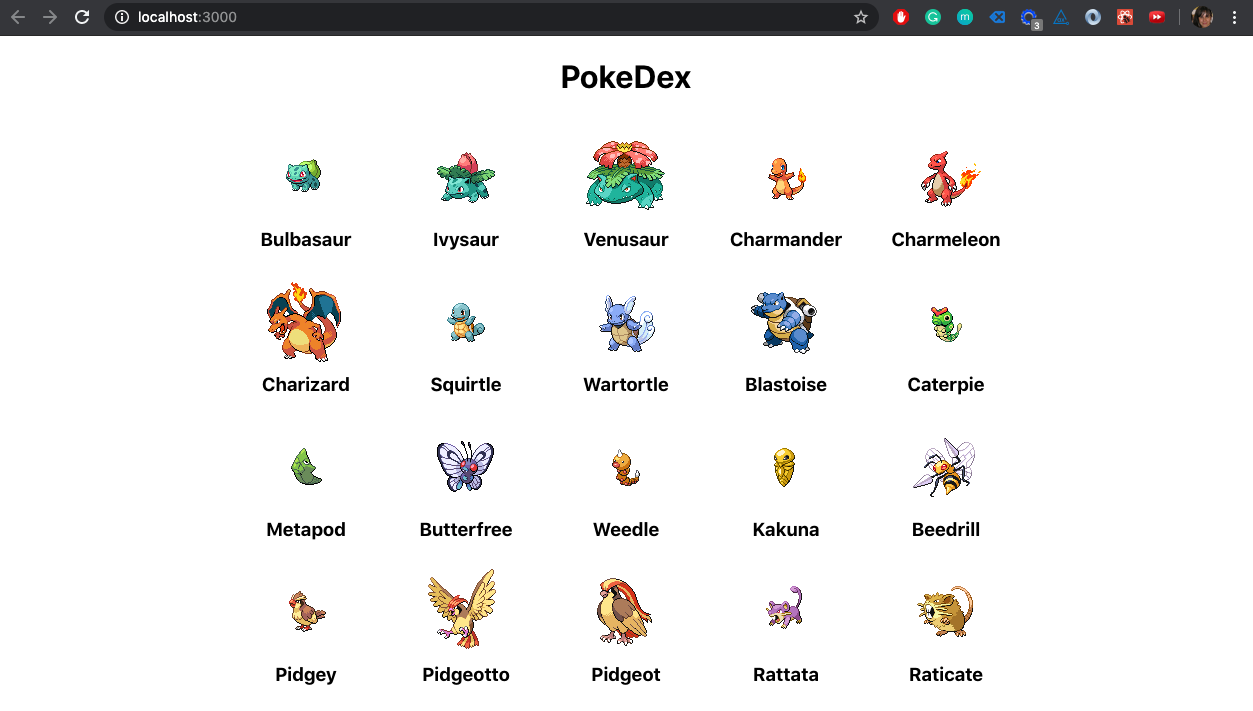 localhost:3000
3
PokeDex
Bulbasaur Ivysaur Venusaur Charmander Charmeleon
Charizard Squirtle Wartortle Blastoise Caterpie
Metapod Butterfree Weedle Kakuna Beedrill
Pidgey Pidgeotto Pidgeot Rattata Raticate